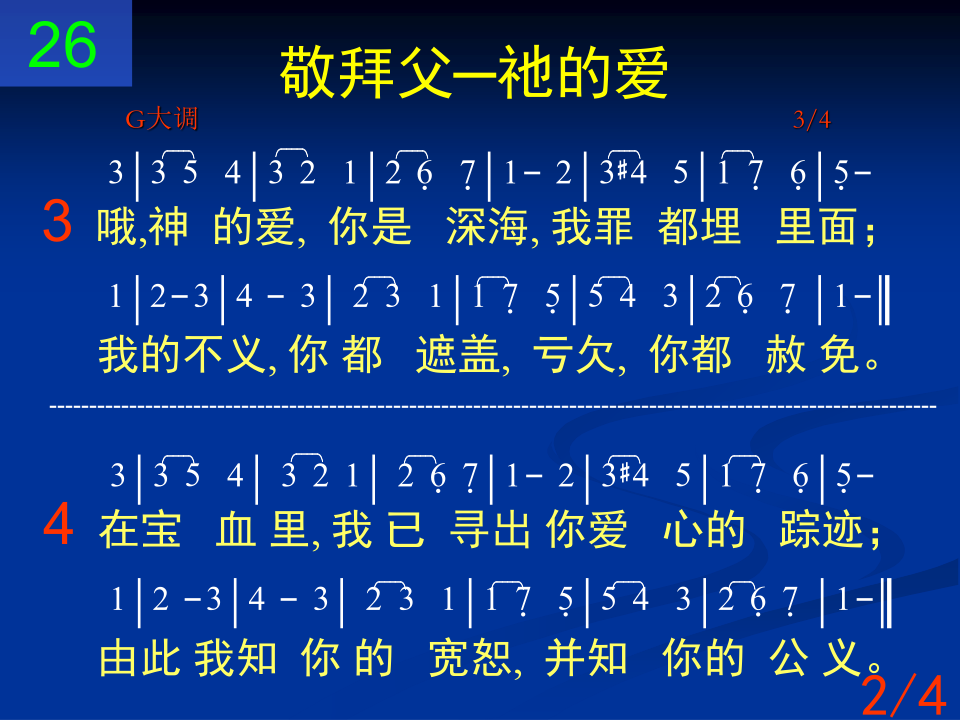 26
敬拜父─祂的爱
G大调 3/4
3|3 5 4|3 2 1|2 6̣ 7̣|1- 2|3♯4 5|1 7̣ 6̣|5̣-
3 哦,神 的爱, 你是 深海, 我罪 都埋 里面；
1|2-3|4 - 3|2 3 1|1 7̣ 5̣|5 4 3|2 6̣ 7̣|1-‖
我的不义, 你 都 遮盖, 亏欠, 你都 赦 免。
3|3 5 4|3 2 1|2 6̣ 7̣|1- 2|3♯4 5|1 7̣ 6̣|5̣-
4 在宝 血 里, 我 已 寻出 你爱 心的 踪迹；
1|2 -3|4 - 3|2 3 1|1 7̣ 5̣|5 4 3|2 6̣ 7̣|1-‖
由此 我知 你 的 宽恕, 并知 你的 公 义。
2/4